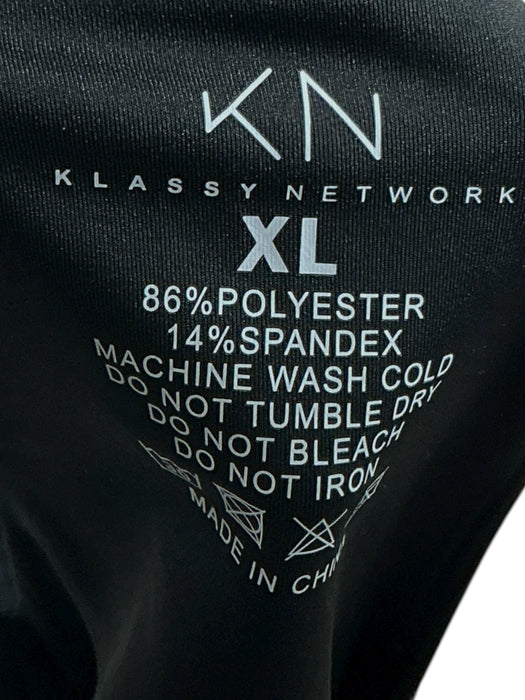 KN
KLASSY NETWORK
XL
86%POLYESTER
14%SPANDEX
MACHINE WASH COLD
DO NOT TUMBLE DRY
DO NOT BLEACH
DO NOT IRON
MADE IN CHINA